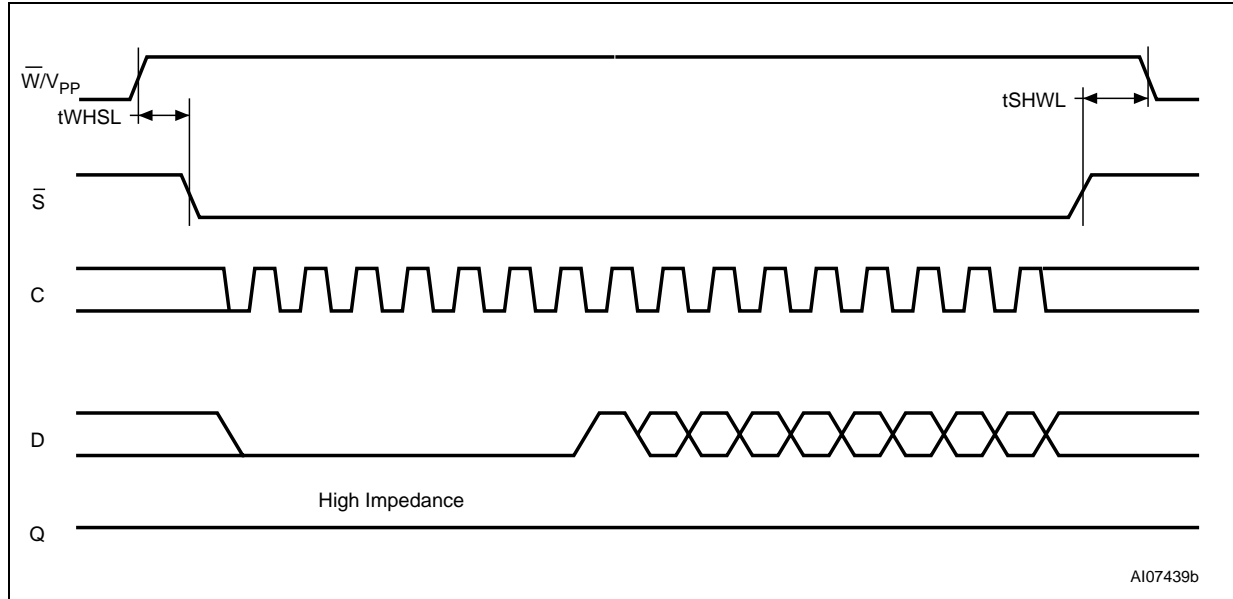 W̅/VPP
tWHSL
tSHWL
S̅
C
D
High Impedance
Q
AI07439b